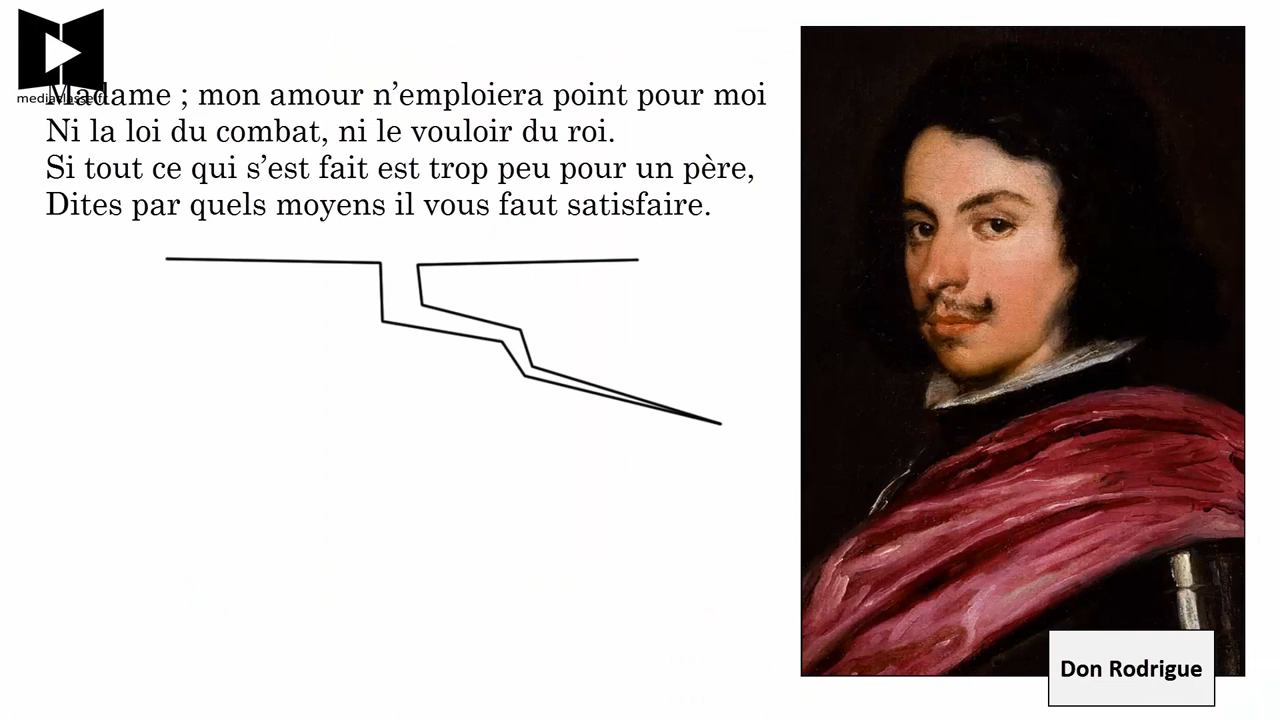 mediaclasse.fr
Madame ; mon amour n’emploiera point pour moi
Ni la loi du combat, ni le vouloir du roi.
Si tout ce qui s’est fait est trop peu pour un père,
Dites par quels moyens il vous faut satisfaire.
Don Rodrigue